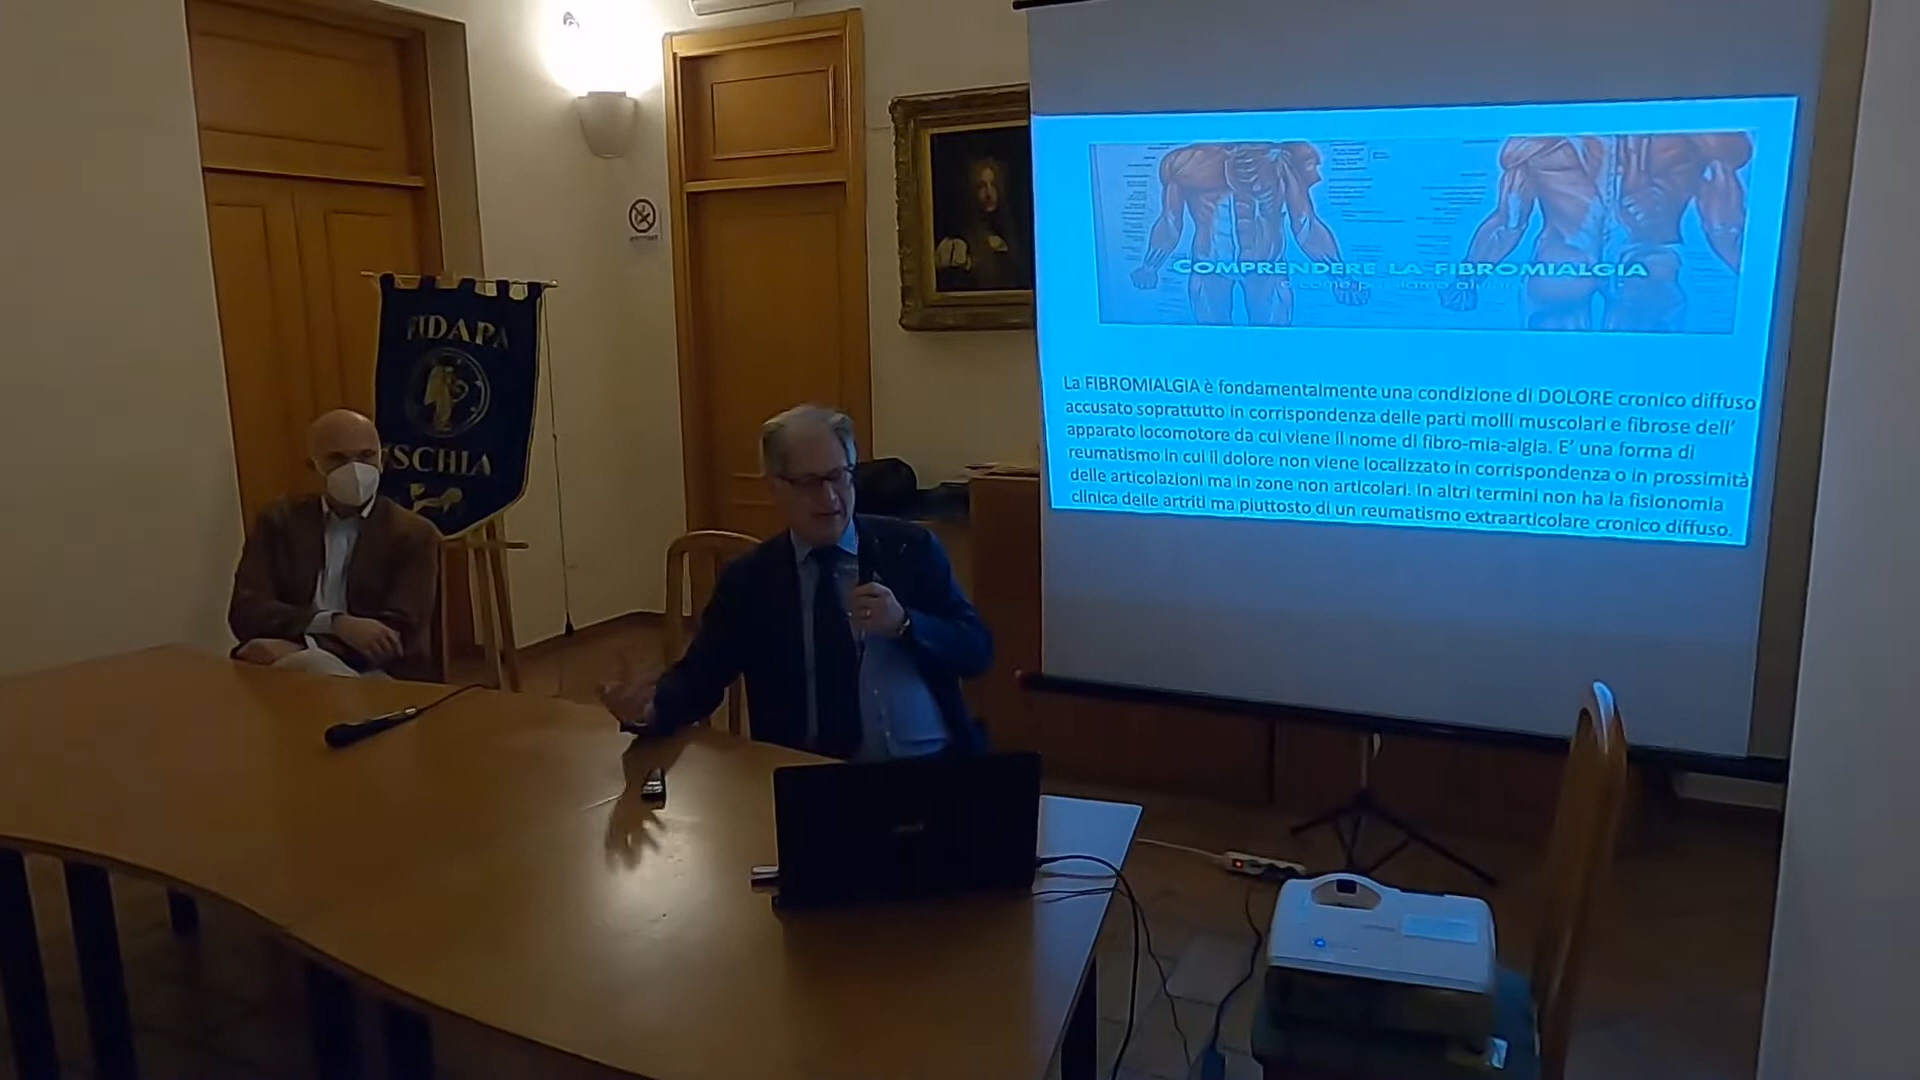 FIDAPA
ISCHIA
COMPRENDERE LA FIBROMIALGIA
La FIBROMIALGIA è fondamentalmente una condizione di DOLORE cronico diffuso
accusato soprattutto in corrispondenza delle parti molli muscolari e fibrose dell'
apparato locomotore da cui viene il nome di fibro-mia-algia. E' una forma di
reumatismo in cui il dolore non viene localizzato in corrispondenza o in prossimità
delle articolazioni ma in zone non articolari. In altri termini non ha la fisionomia
clinica delle artriti ma piuttosto di un reumatismo extraarticolare cronico diffuso.